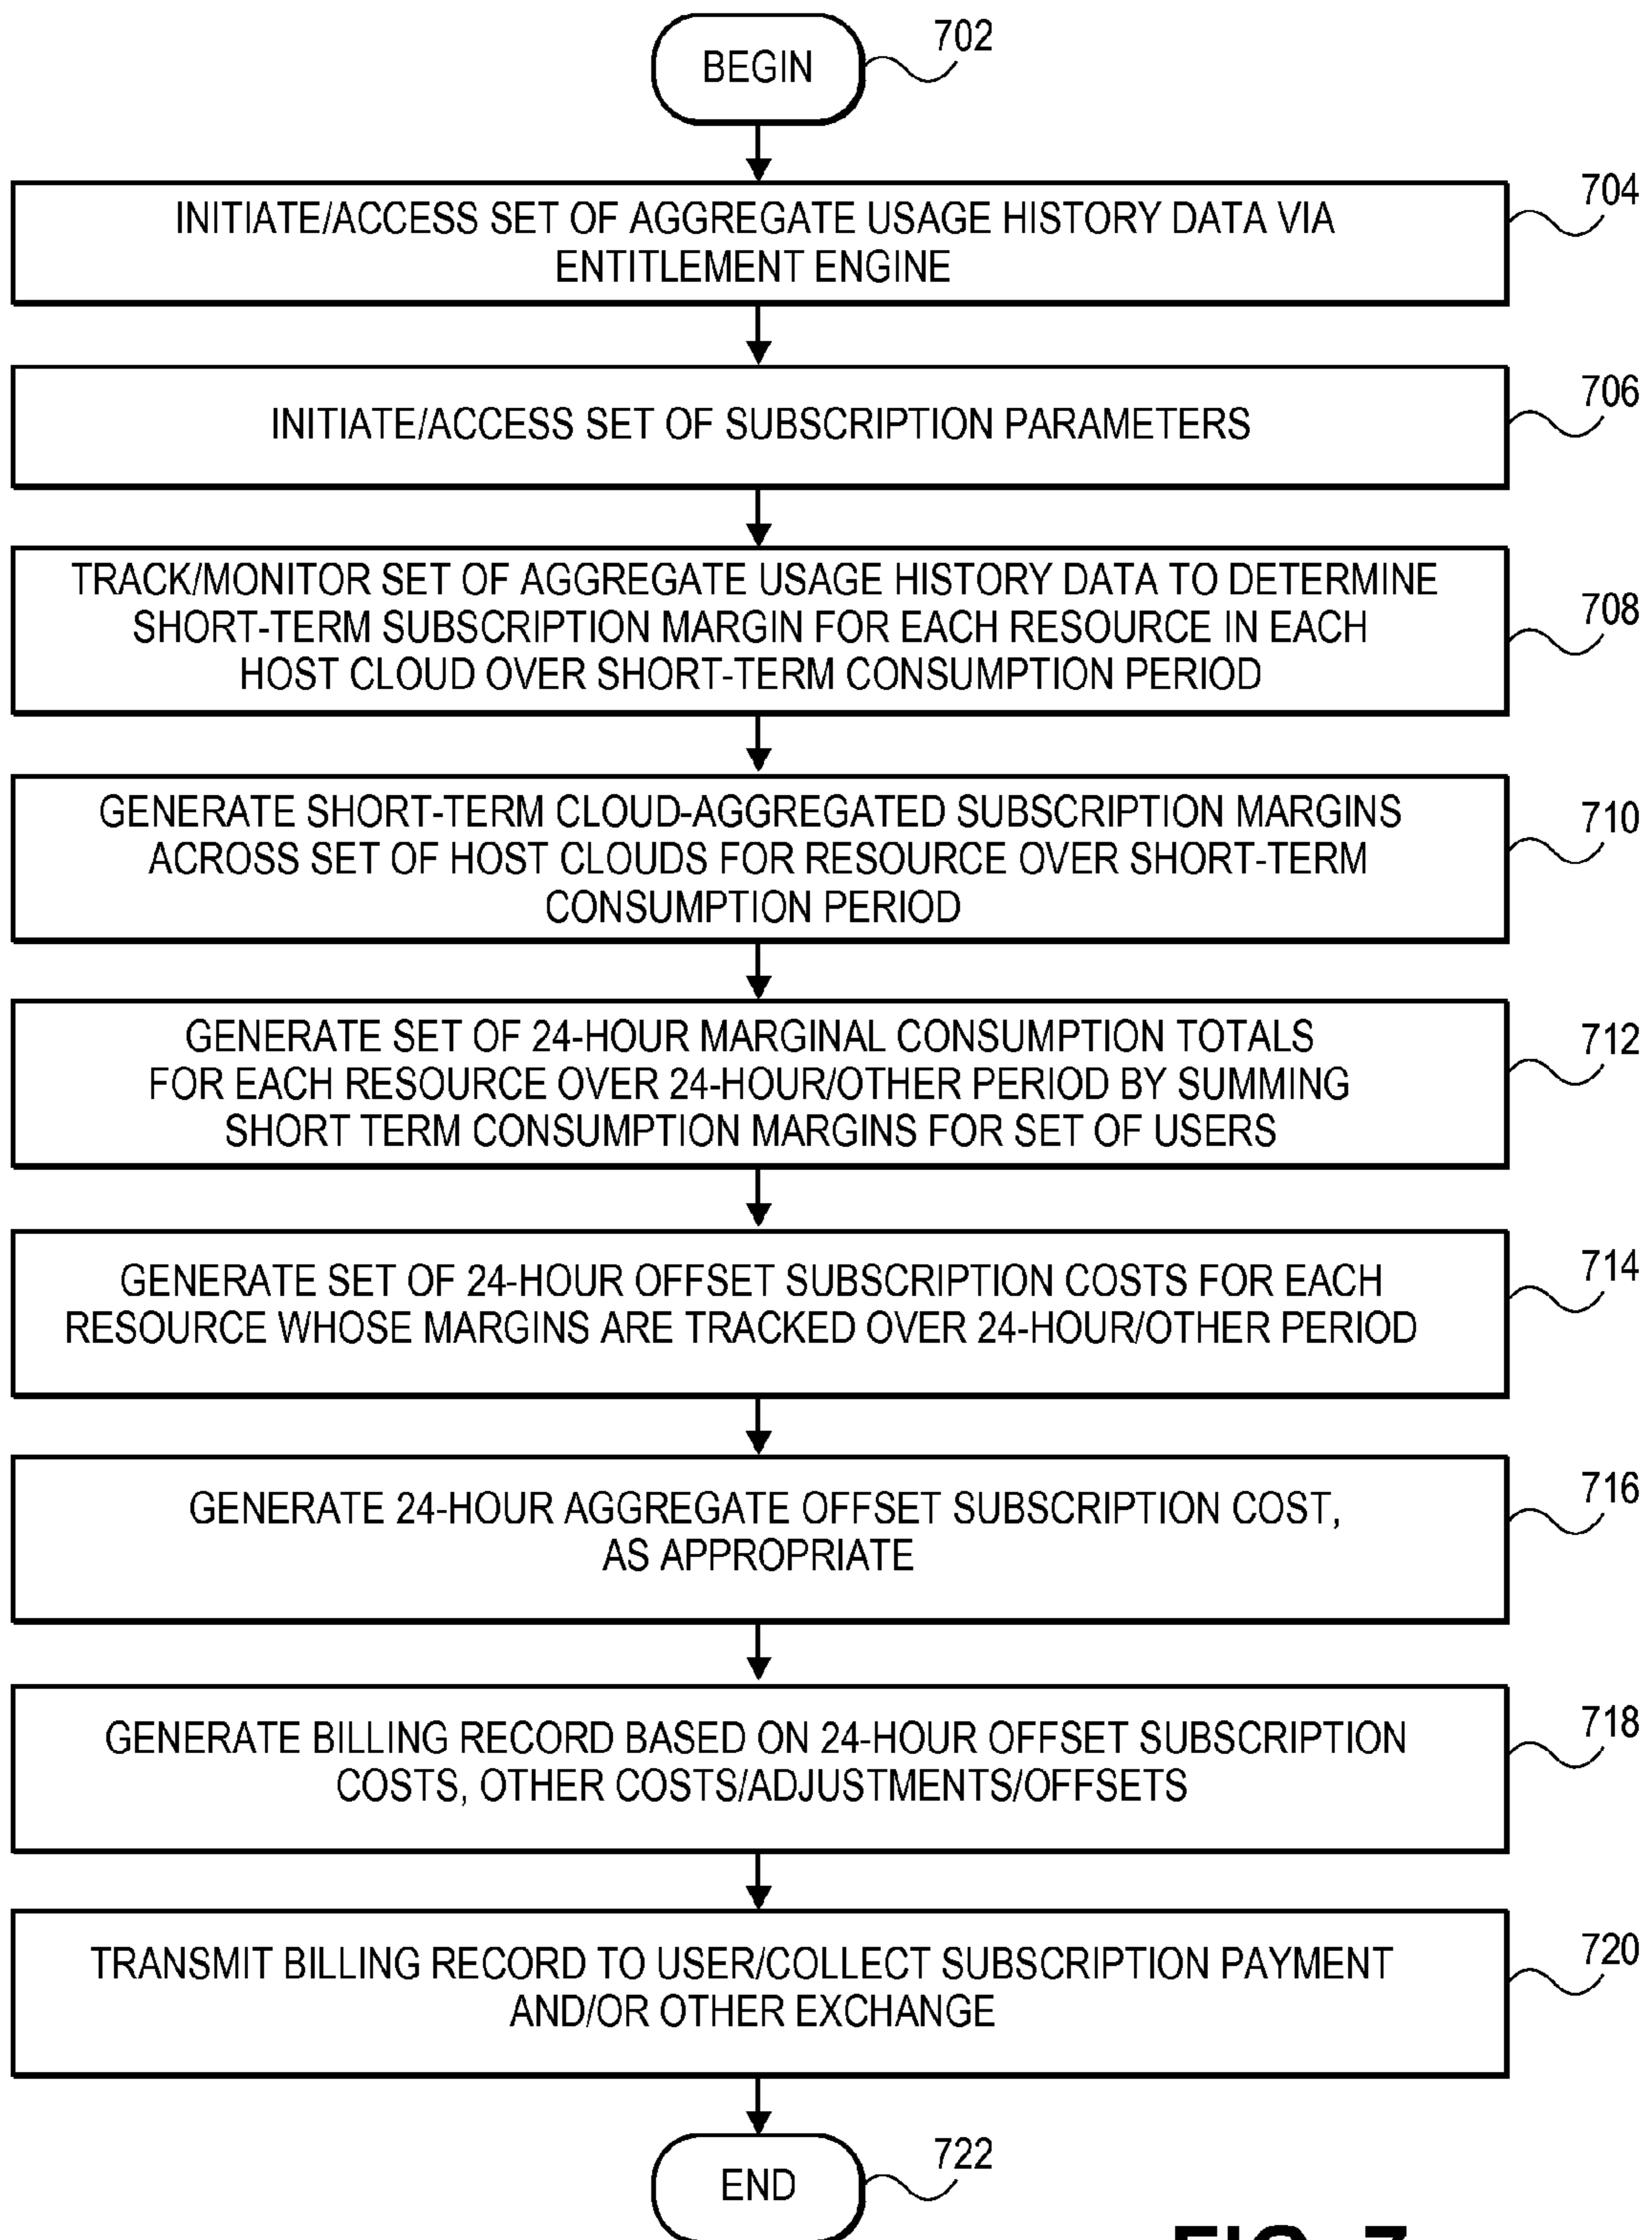 BEGIN
702
INITIATE/ACCESS SET OF AGGREGATE USAGE HISTORY DATA VIA
ENTITLEMENT ENGINE
704
INITIATE/ACCESS SET OF SUBSCRIPTION PARAMETERS
706
TRACK/MONITOR SET OF AGGREGATE USAGE HISTORY DATA TO DETERMINE
SHORT-TERM SUBSCRIPTION MARGIN FOR EACH RESOURCE IN EACH
HOST CLOUD OVER SHORT-TERM CONSUMPTION PERIOD
708
GENERATE SHORT-TERM CLOUD-AGGREGATED SUBSCRIPTION MARGINS
ACROSS SET OF HOST CLOUDS FOR RESOURCE OVER SHORT-TERM
CONSUMPTION PERIOD
710
GENERATE SET OF 24-HOUR MARGINAL CONSUMPTION TOTALS
FOR EACH RESOURCE OVER 24-HOUR/OTHER PERIOD BY SUMMING
SHORT TERM CONSUMPTION MARGINS FOR SET OF USERS
712
GENERATE SET OF 24-HOUR OFFSET SUBSCRIPTION COSTS FOR EACH
RESOURCE WHOSE MARGINS ARE TRACKED OVER 24-HOUR/OTHER PERIOD
714
GENERATE 24-HOUR AGGREGATE OFFSET SUBSCRIPTION COST,
AS APPROPRIATE
716
GENERATE BILLING RECORD BASED ON 24-HOUR OFFSET SUBSCRIPTION
COSTS, OTHER COSTS/ADJUSTMENTS/OFFSETS
718
TRANSMIT BILLING RECORD TO USER/COLLECT SUBSCRIPTION PAYMENT
AND/OR OTHER EXCHANGE
720
END
722